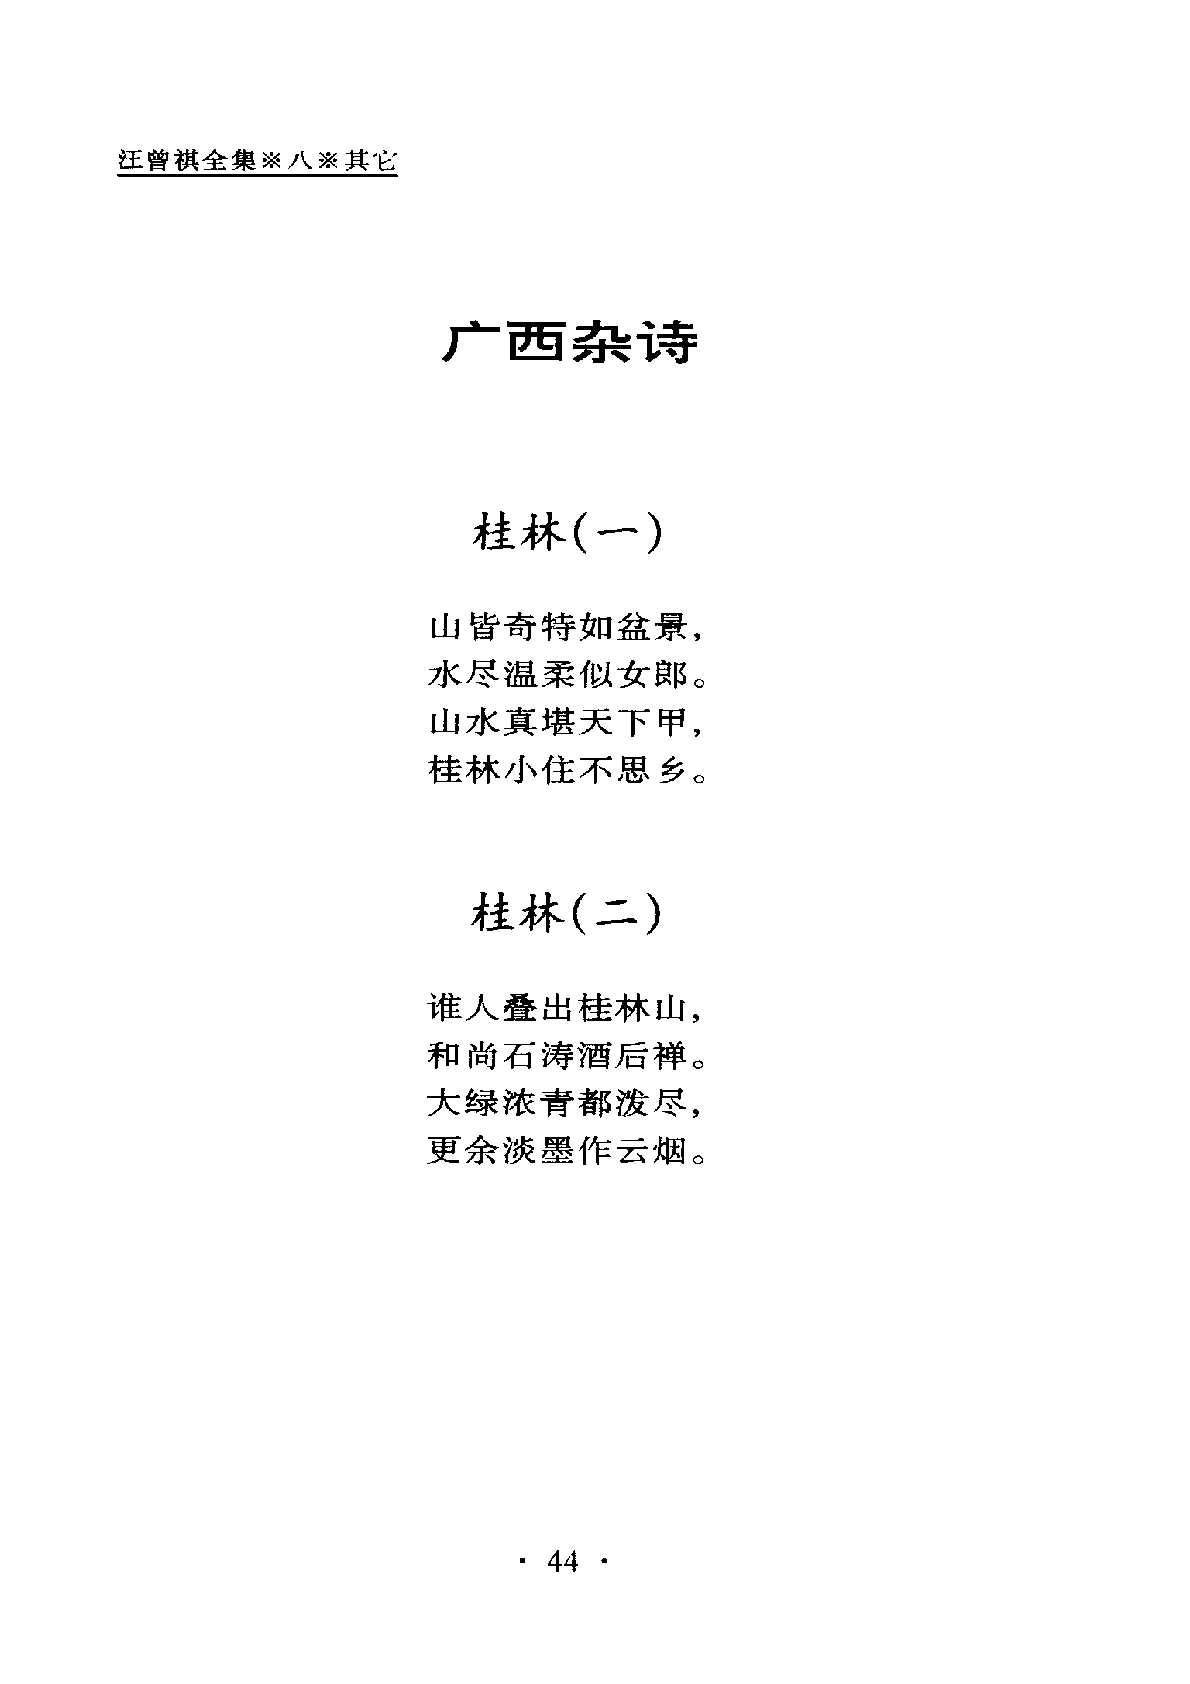 汪曾祺全集※八※其它
广西杂诗
桂林(一)
山皆奇特如盆景，
水尽温柔似女郎。
山水真堪天下甲，
桂林小住不思乡。
桂林(二)
谁人叠出桂林山，
和尚石涛酒后禅。
大绿浓青都泼尽，
更余淡墨作云烟。
· 44 ·